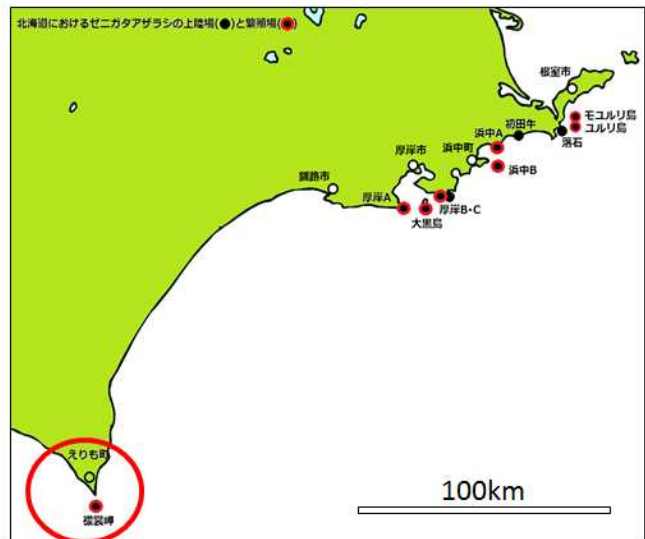 北海道におけるゼニガタアザラシの上陸場(●)と繁殖場(●)
根室市
モユルリ島
ユルリ島
初田牛
落石
浜中A
浜中町
浜中B
厚岸市
釧路市
厚岸A
厚岸B・C
大黒島
えりも町
襟裳岬
100km